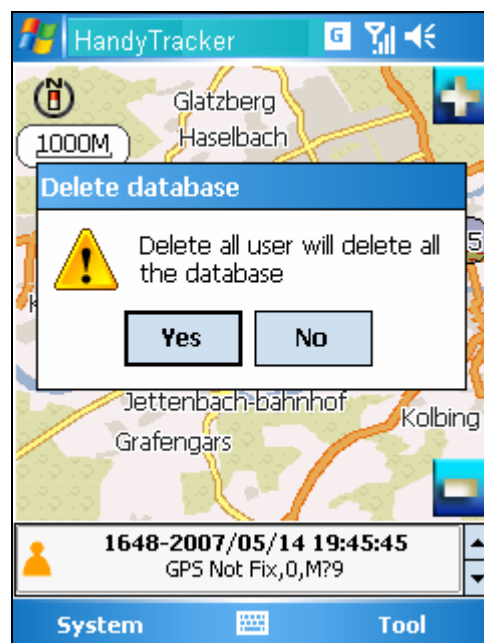 HandyTracker
G
N
Glatzberg
1000M
Haselbach
Delete database
Delete all user will delete all
the database
5
Yes No
Jettenbach-bahnhof
Kolbing
Grafengars
1648-2007/05/14 19:45:45
GPS Not Fix,0,M?9
System Tool